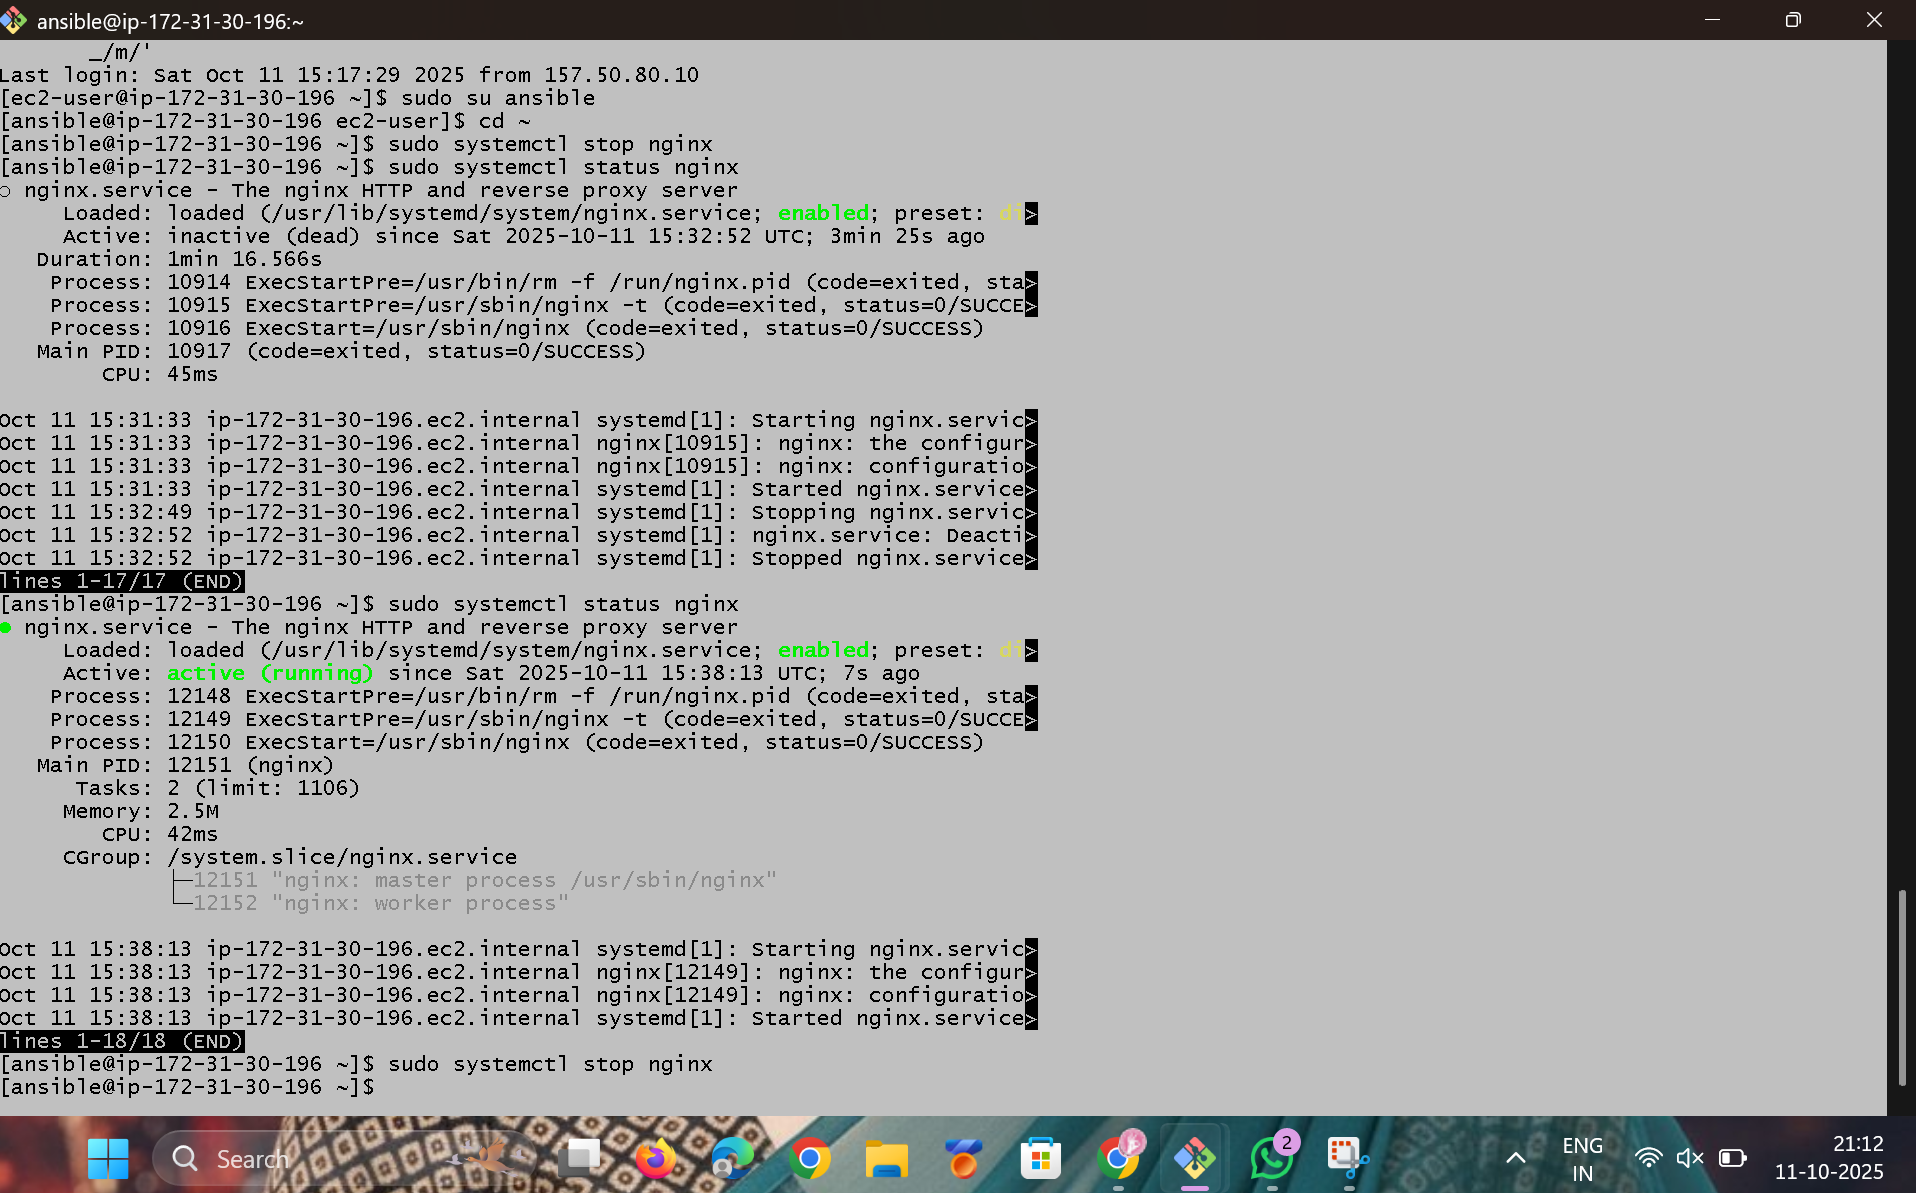 ansible@ip-172-31-30-196:~
_/m/'
Last login: Sat Oct 11 15:17:29 2025 from 157.50.80.10
[ec2-user@ip-172-31-30-196 ~]$ sudo su ansible
[ansible@ip-172-31-30-196 ec2-user]$ cd ~
[ansible@ip-172-31-30-196 ~]$ sudo systemctl stop nginx
[ansible@ip-172-31-30-196 ~]$ sudo systemctl status nginx
○ nginx.service - The nginx HTTP and reverse proxy server
     Loaded: loaded (/usr/lib/systemd/system/nginx.service; enabled; preset: di>
     Active: inactive (dead) since Sat 2025-10-11 15:32:52 UTC; 3min 25s ago
   Duration: 1min 16.566s
    Process: 10914 ExecStartPre=/usr/bin/rm -f /run/nginx.pid (code=exited, sta>
    Process: 10915 ExecStartPre=/usr/sbin/nginx -t (code=exited, status=0/SUCCE>
    Process: 10916 ExecStart=/usr/sbin/nginx (code=exited, status=0/SUCCESS)
   Main PID: 10917 (code=exited, status=0/SUCCESS)
        CPU: 45ms
Oct 11 15:31:33 ip-172-31-30-196.ec2.internal systemd[1]: Starting nginx.servic>
Oct 11 15:31:33 ip-172-31-30-196.ec2.internal nginx[10915]: nginx: the configur>
Oct 11 15:31:33 ip-172-31-30-196.ec2.internal nginx[10915]: nginx: configuratio>
Oct 11 15:31:33 ip-172-31-30-196.ec2.internal systemd[1]: Started nginx.service>
Oct 11 15:32:49 ip-172-31-30-196.ec2.internal systemd[1]: Stopping nginx.servic>
Oct 11 15:32:52 ip-172-31-30-196.ec2.internal systemd[1]: nginx.service: Deacti>
Oct 11 15:32:52 ip-172-31-30-196.ec2.internal systemd[1]: Stopped nginx.service>
lines 1-17/17 (END)
[ansible@ip-172-31-30-196 ~]$ sudo systemctl status nginx
● nginx.service - The nginx HTTP and reverse proxy server
     Loaded: loaded (/usr/lib/systemd/system/nginx.service; enabled; preset: di>
     Active: active (running) since Sat 2025-10-11 15:38:13 UTC; 7s ago
    Process: 12148 ExecStartPre=/usr/bin/rm -f /run/nginx.pid (code=exited, sta>
    Process: 12149 ExecStartPre=/usr/sbin/nginx -t (code=exited, status=0/SUCCE>
    Process: 12150 ExecStart=/usr/sbin/nginx (code=exited, status=0/SUCCESS)
   Main PID: 12151 (nginx)
      Tasks: 2 (limit: 1106)
     Memory: 2.5M
        CPU: 42ms
     CGroup: /system.slice/nginx.service
             ├─12151 "nginx: master process /usr/sbin/nginx"
             └─12152 "nginx: worker process"
Oct 11 15:38:13 ip-172-31-30-196.ec2.internal systemd[1]: Starting nginx.servic>
Oct 11 15:38:13 ip-172-31-30-196.ec2.internal nginx[12149]: nginx: the configur>
Oct 11 15:38:13 ip-172-31-30-196.ec2.internal nginx[12149]: nginx: configuratio>
Oct 11 15:38:13 ip-172-31-30-196.ec2.internal systemd[1]: Started nginx.service>
lines 1-18/18 (END)
[ansible@ip-172-31-30-196 ~]$ sudo systemctl stop nginx
[ansible@ip-172-31-30-196 ~]$
Search
2
ENG
IN
21:12
11-10-2025